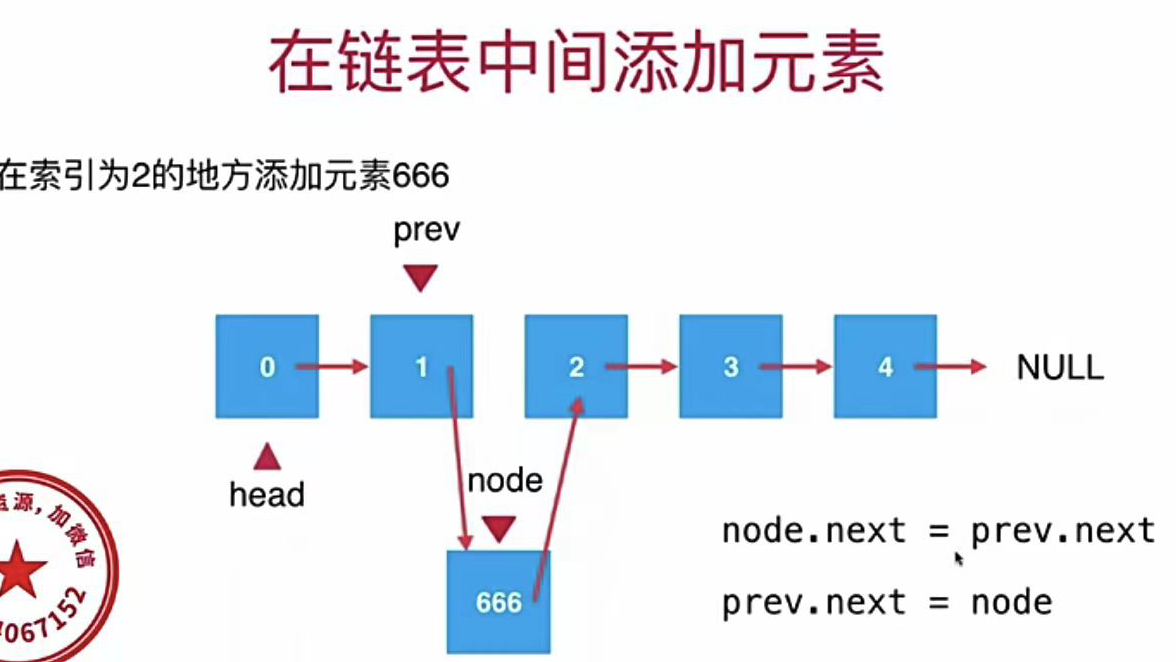 在链表中间添加元素
在索引为2的地方添加元素666
prev
0 1 2 3 4 NULL
head
node
666
node.next = prev.next
prev.next = node
源,加微信
067152